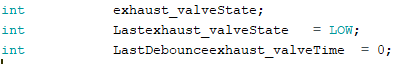 int exhaust_valveState;
int Lastexhaust_valveState = LOW;
int LastDebounceexhaust_valveTime = 0;